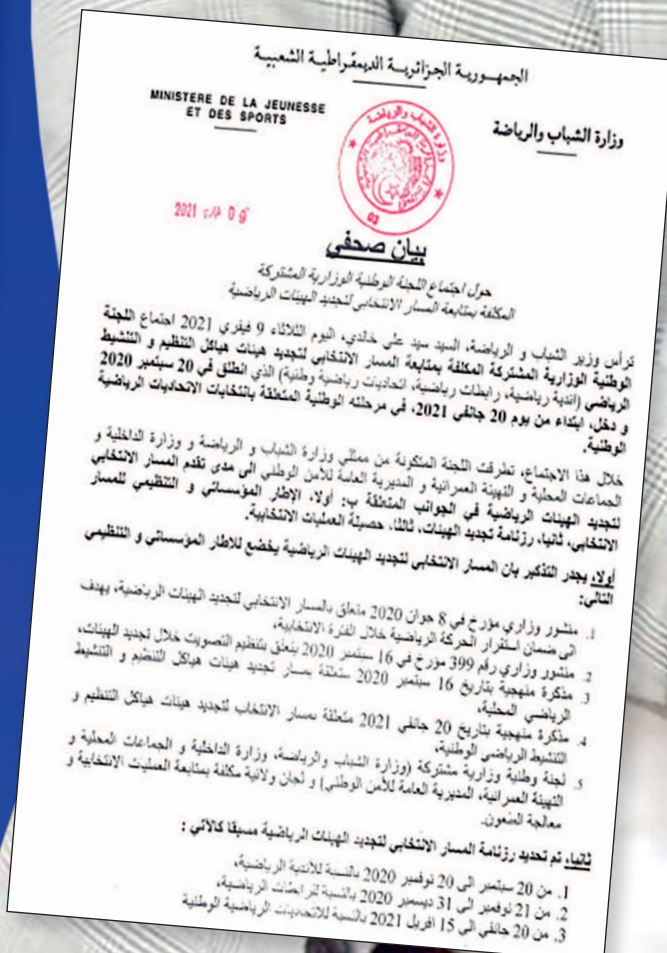 الجمهورية الجزائرية الديمقراطية الشعبية
MINISTERE DE LA JEUNESSE
ET DES SPORTS
وزارة الشباب والرياضة
وزارة الشباب والرياضة
03
2021
بيان صحفي
حول اجتماع اللجنة الوطنية الوزارية المشتركة
المكلفة بمتابعة المسار الانتخابي لتجديد الهيئات الرياضية
ترأس وزير الشباب و الرياضة، السيد سيد علي خالدي، اليوم الثلاثاء 9 فيفري 2021 اجتماع اللجنة
الوطنية الوزارية المشتركة المكلفة بمتابعة المسار الانتخابي لتجديد هيئات هياكل التنظيم و التنشيط
الرياضي (اندية رياضية، رابطات رياضية، اتحاديات رياضية وطنية) الذي انطلق في 20 سبتمبر 2020
و دخل، ابتداء من يوم 20 جانفي 2021، في مرحلته الوطنية المتعلقة بانتخابات الاتحاديات الرياضية
الوطنية.
خلال هذا الاجتماع، تطرقت اللجنة المتكونة من ممثلي وزارة الشباب و الرياضة و وزارة الداخلية و
الجماعات المحلية و التهيئة العمرانية و المديرية العامة للأمن الوطني الى مدى تقدم المسار الانتخابي
لتجديد الهيئات الرياضية في الجوانب المتعلقة ب: أولا، الإطار المؤسساتي و التنظيمي للمسار
الانتخابي، ثانيا، رزنامة تجديد الهيئات، ثالثا، حصيلة العمليات الانتخابية.
أولا، يجدر التذكير بان المسار الانتخابي لتجديد الهيئات الرياضية يخضع للاطار المؤسساتي و التنظيمي
التالي:
1. منشور وزاري مؤرخ في 8 جوان 2020 متعلق بالمسار الانتخابي لتجديد الهيئات الرياضية، يهدف
الى ضمان استقرار الحركة الرياضية خلال الفترة الانتخابية،
2. منشور وزاري رقم 399 مؤرخ في 16 سبتمبر 2020 يتعلق بتنظيم التصويت خلال تجديد الهيئات،
3. مذكرة منهجية بتاريخ 16 سبتمبر 2020 متعلقة بمسار تجديد هيئات هياكل التنظيم و التنشيط
الرياضي المحلية،
4. مذكرة منهجية بتاريخ 20 جانفي 2021 متعلقة بمسار الانتخاب لتجديد هيئات هياكل التنظيم و
التنشيط الرياضي الوطنية،
5. لجنة وطنية وزارية مشتركة (وزارة الشباب والرياضة، وزارة الداخلية و الجماعات المحلية و
التهيئة العمرانية، المديرية العامة للأمن الوطني) و لجان ولائية مكلفة بمتابعة العمليات الانتخابية و
معالجة الطعون.
ثانيا، تم تحديد رزنامة المسار الانتخابي لتجديد الهيئات الرياضية مسبقا كالآتي :
1. من 20 سبتمبر الى 20 نوفمبر 2020 بالنسبة للأندية الرياضية،
2. من 21 نوفمبر الى 31 ديسمبر 2020 بالنسبة للرابطات الرياضية،
3. من 20 جانفي الى 15 افريل 2021 بالنسبة للاتحاديات الرياضية الوطنية